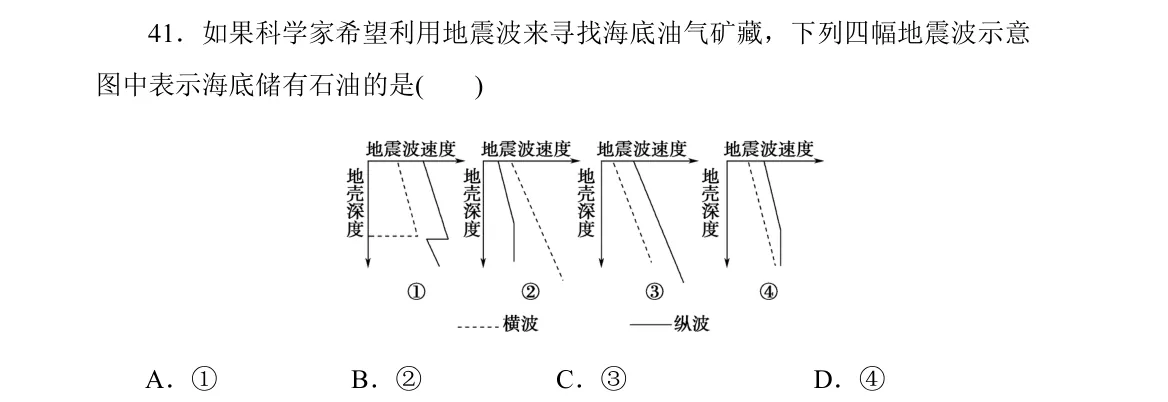 41．如果科学家希望利用地震波来寻找海底油气矿藏，下列四幅地震波示意
图中表示海底储有石油的是(　　)
地震波速度 地震波速度 地震波速度 地震波速度
地壳深度 地壳深度 地壳深度 地壳深度
① ② ③ ④
横波 纵波
A．① B．② C．③ D．④